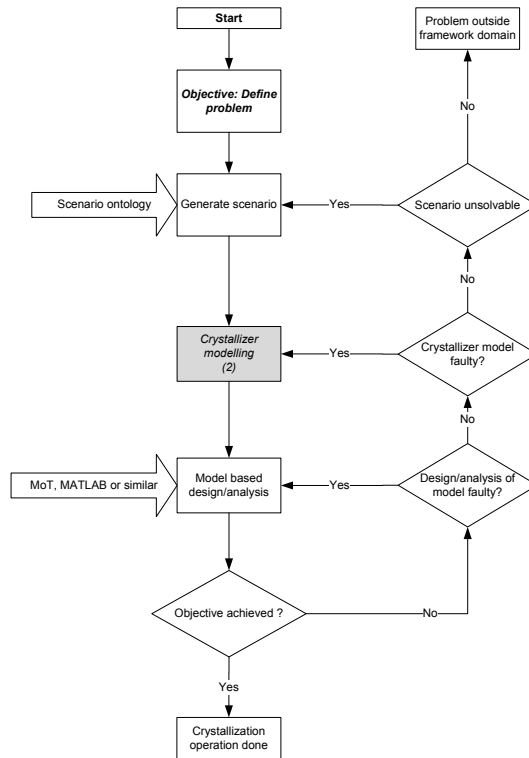 Start
Problem outside
framework domain
No
Objective: Define
problem
Scenario ontology
Generate scenario
Yes
Scenario unsolvable
No
Crystallizer
modelling
(2)
Yes
Crystallizer model
faulty?
No
MoT, MATLAB or similar
Model based
design/analysis
Yes
Design/analysis of
model faulty?
Objective achieved ?
No
Yes
Crystallization
operation done